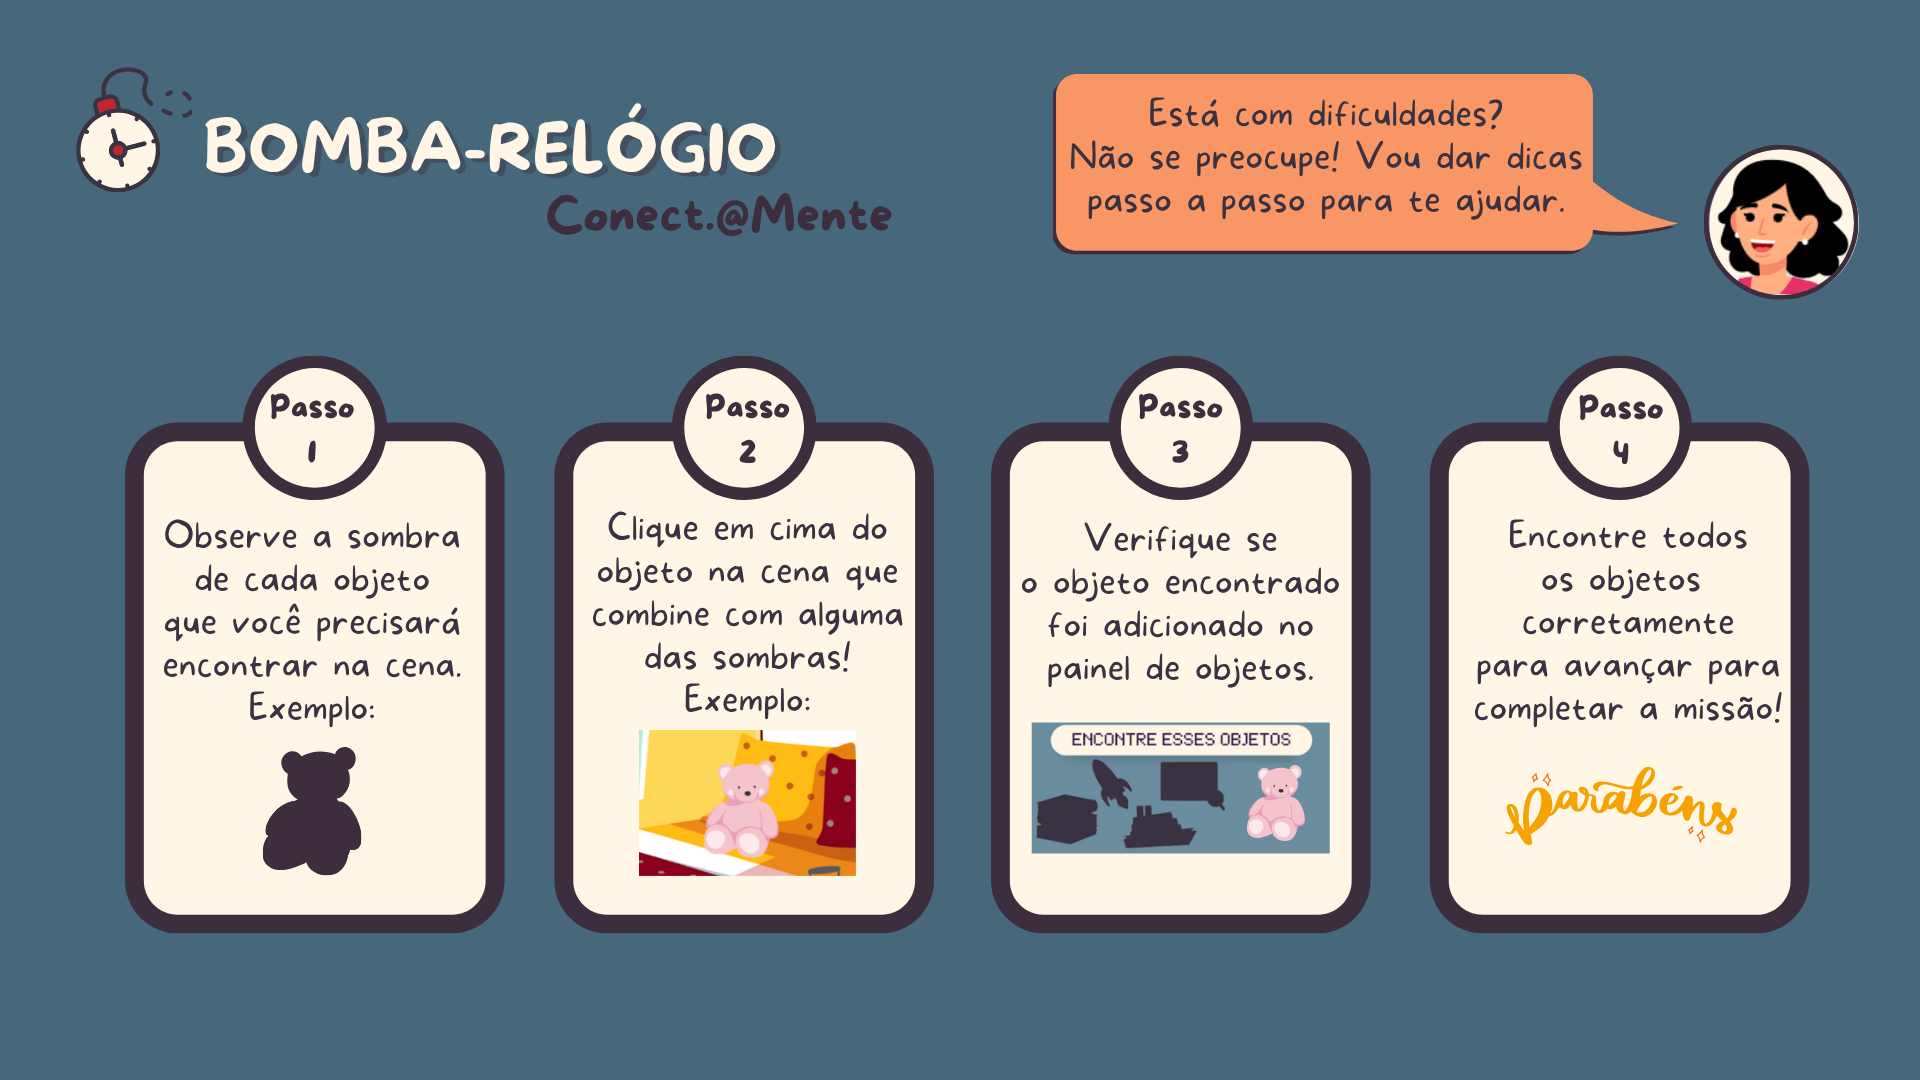 BOMBA-RELÓGIO
Conect.@Mente
Está com dificuldades?
Não se preocupe! Vou dar dicas
passo a passo para te ajudar.
Passo
1
Observe a sombra
de cada objeto
que você precisará
encontrar na cena.
Exemplo:
Passo
2
Clique em cima do
objeto na cena que
combine com alguma
das sombras!
Exemplo:
Passo
3
Verifique se
o objeto encontrado
foi adicionado no
painel de objetos.
ENCONTRE ESSES OBJETOS
Passo
4
Encontre todos
os objetos
corretamente
para avançar para
completar a missão!
Parabéns